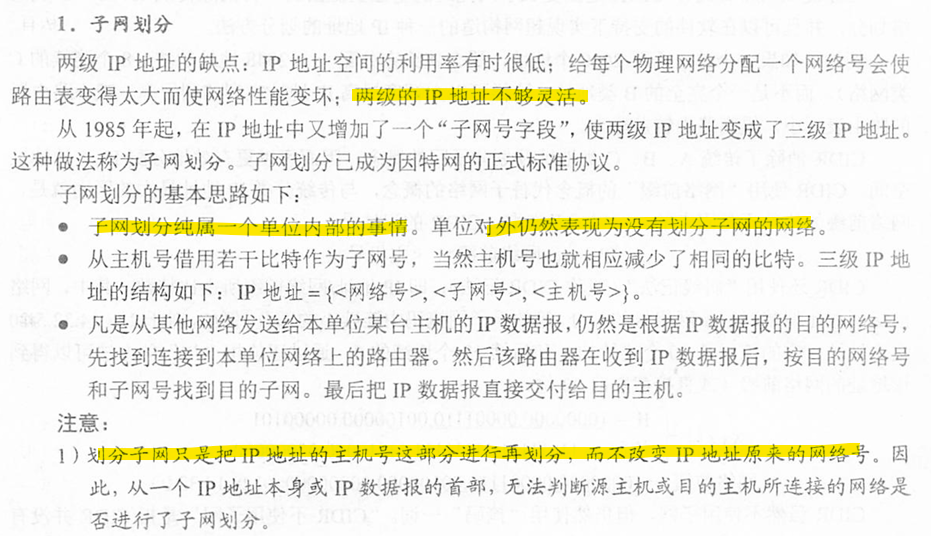 1. 子网划分
两级 IP 地址的缺点：IP 地址空间的利用率有时很低；给每个物理网络分配一个网络号会使
路由表变得太大而使网络性能变坏；两级的 IP 地址不够灵活。
从 1985 年起，在 IP 地址中又增加了一个“子网号字段”，使两级 IP 地址变成了三级 IP 地址。
这种做法称为子网划分。子网划分已成为因特网的正式标准协议。
子网划分的基本思路如下：
● 子网划分纯属一个单位内部的事情。单位对外仍然表现为没有划分子网的网络。
● 从主机号借用若干比特作为子网号，当然主机号也就相应减少了相同的比特。三级 IP 地
址的结构如下：IP 地址={<网络号>,<子网号>,<主机号>}。
● 凡是从其他网络发送给本单位某台主机的 IP 数据报，仍然是根据 IP 数据报的目的网络号，
先找到连接到本单位网络上的路由器。然后该路由器在收到 IP 数据报后，按目的网络号
和子网号找到目的子网。最后把 IP 数据报直接交付给目的主机。
注意：
1）划分子网只是把 IP 地址的主机号这部分进行再划分，而不改变 IP 地址原来的网络号。因
此，从一个 IP 地址本身或 IP 数据报的首部，无法判断源主机或目的主机所连接的网络是
否进行了子网划分。